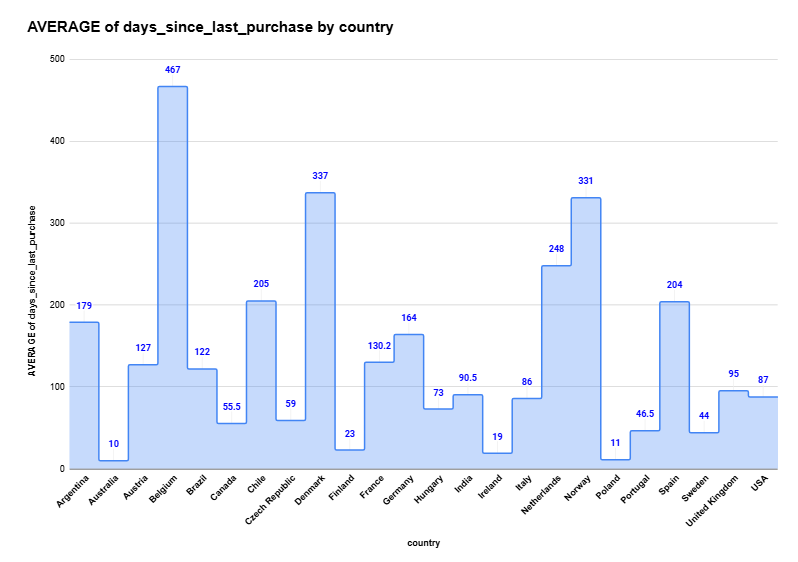 AVERAGE of days_since_last_purchase by country
AVERAGE of days_since_last_purchase
500
400
300
200
100
0
179
10
127
467
122
55.5
205
59
337
23
130.2
164
73
90.5
19
86
248
331
11
46.5
204
44
95
87
Argentina
Australia
Austria
Belgium
Brazil
Canada
Chile
Czech Republic
Denmark
Finland
France
Germany
Hungary
India
Ireland
Italy
Netherlands
Norway
Poland
Portugal
Spain
Sweden
United Kingdom
USA
country